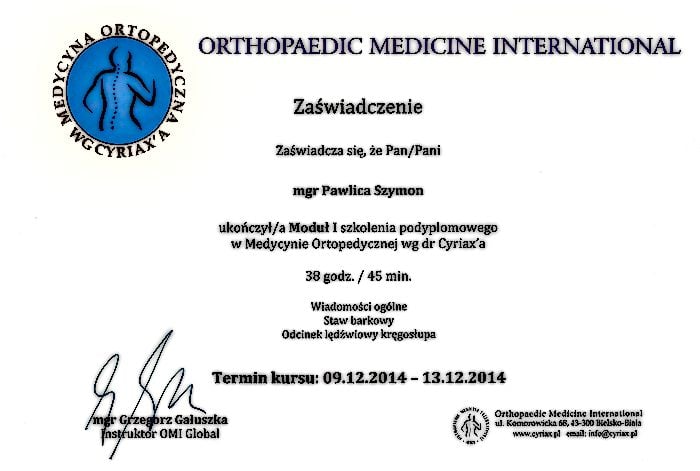 MEDYCYNA ORTOPEDYCZNA
WG CYRIAX'A
ORTHOPAEDIC MEDICINE INTERNATIONAL
Zaświadczenie
Zaświadcza się, że Pan/Pani
mgr Pawlica Szymon
ukończył/a Moduł I szkolenia podyplomowego
w Medycynie Ortopedycznej wg dr Cyriax'a
38 godz. / 45 min.
Wiadomości ogólne
Staw barkowy
Odcinek lędźwiowy kręgosłupa
Termin kursu: 09.12.2014 – 13.12.2014
mgr Grzegorz Gałuszka
Instruktor OMI Global
Orthopaedic Medicine International
ul. Komorowicka 68, 43-300 Bielsko-Biała
www.cyriax.pl email: info@cyriax.pl